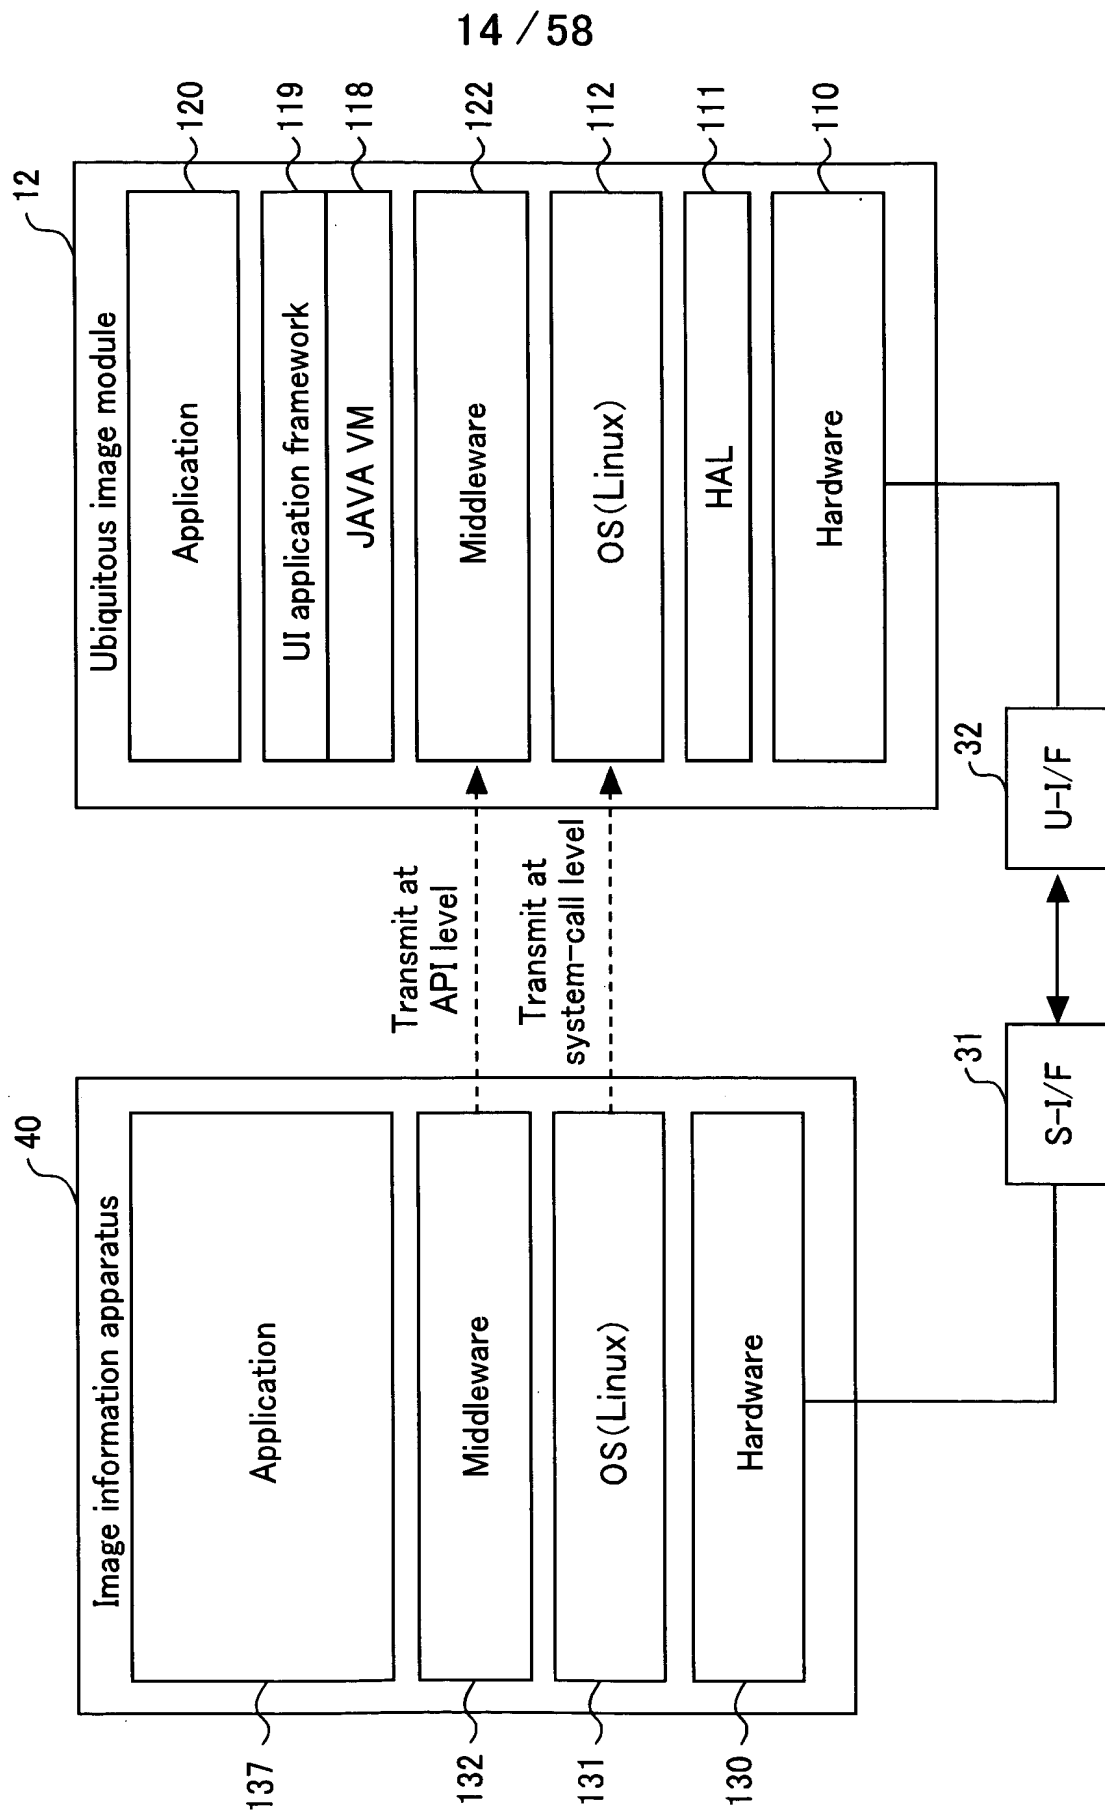 14/58
40
Image information apparatus
Application
137
Middleware
132
OS(Linux)
131
Hardware
130
Transmit at
API level
Transmit at
system-call level
12
Ubiquitous image module
Application
120
UI application framework
119
JAVA VM
118
Middleware
122
OS(Linux)
112
HAL
111
Hardware
110
31
S-I/F
32
U-I/F